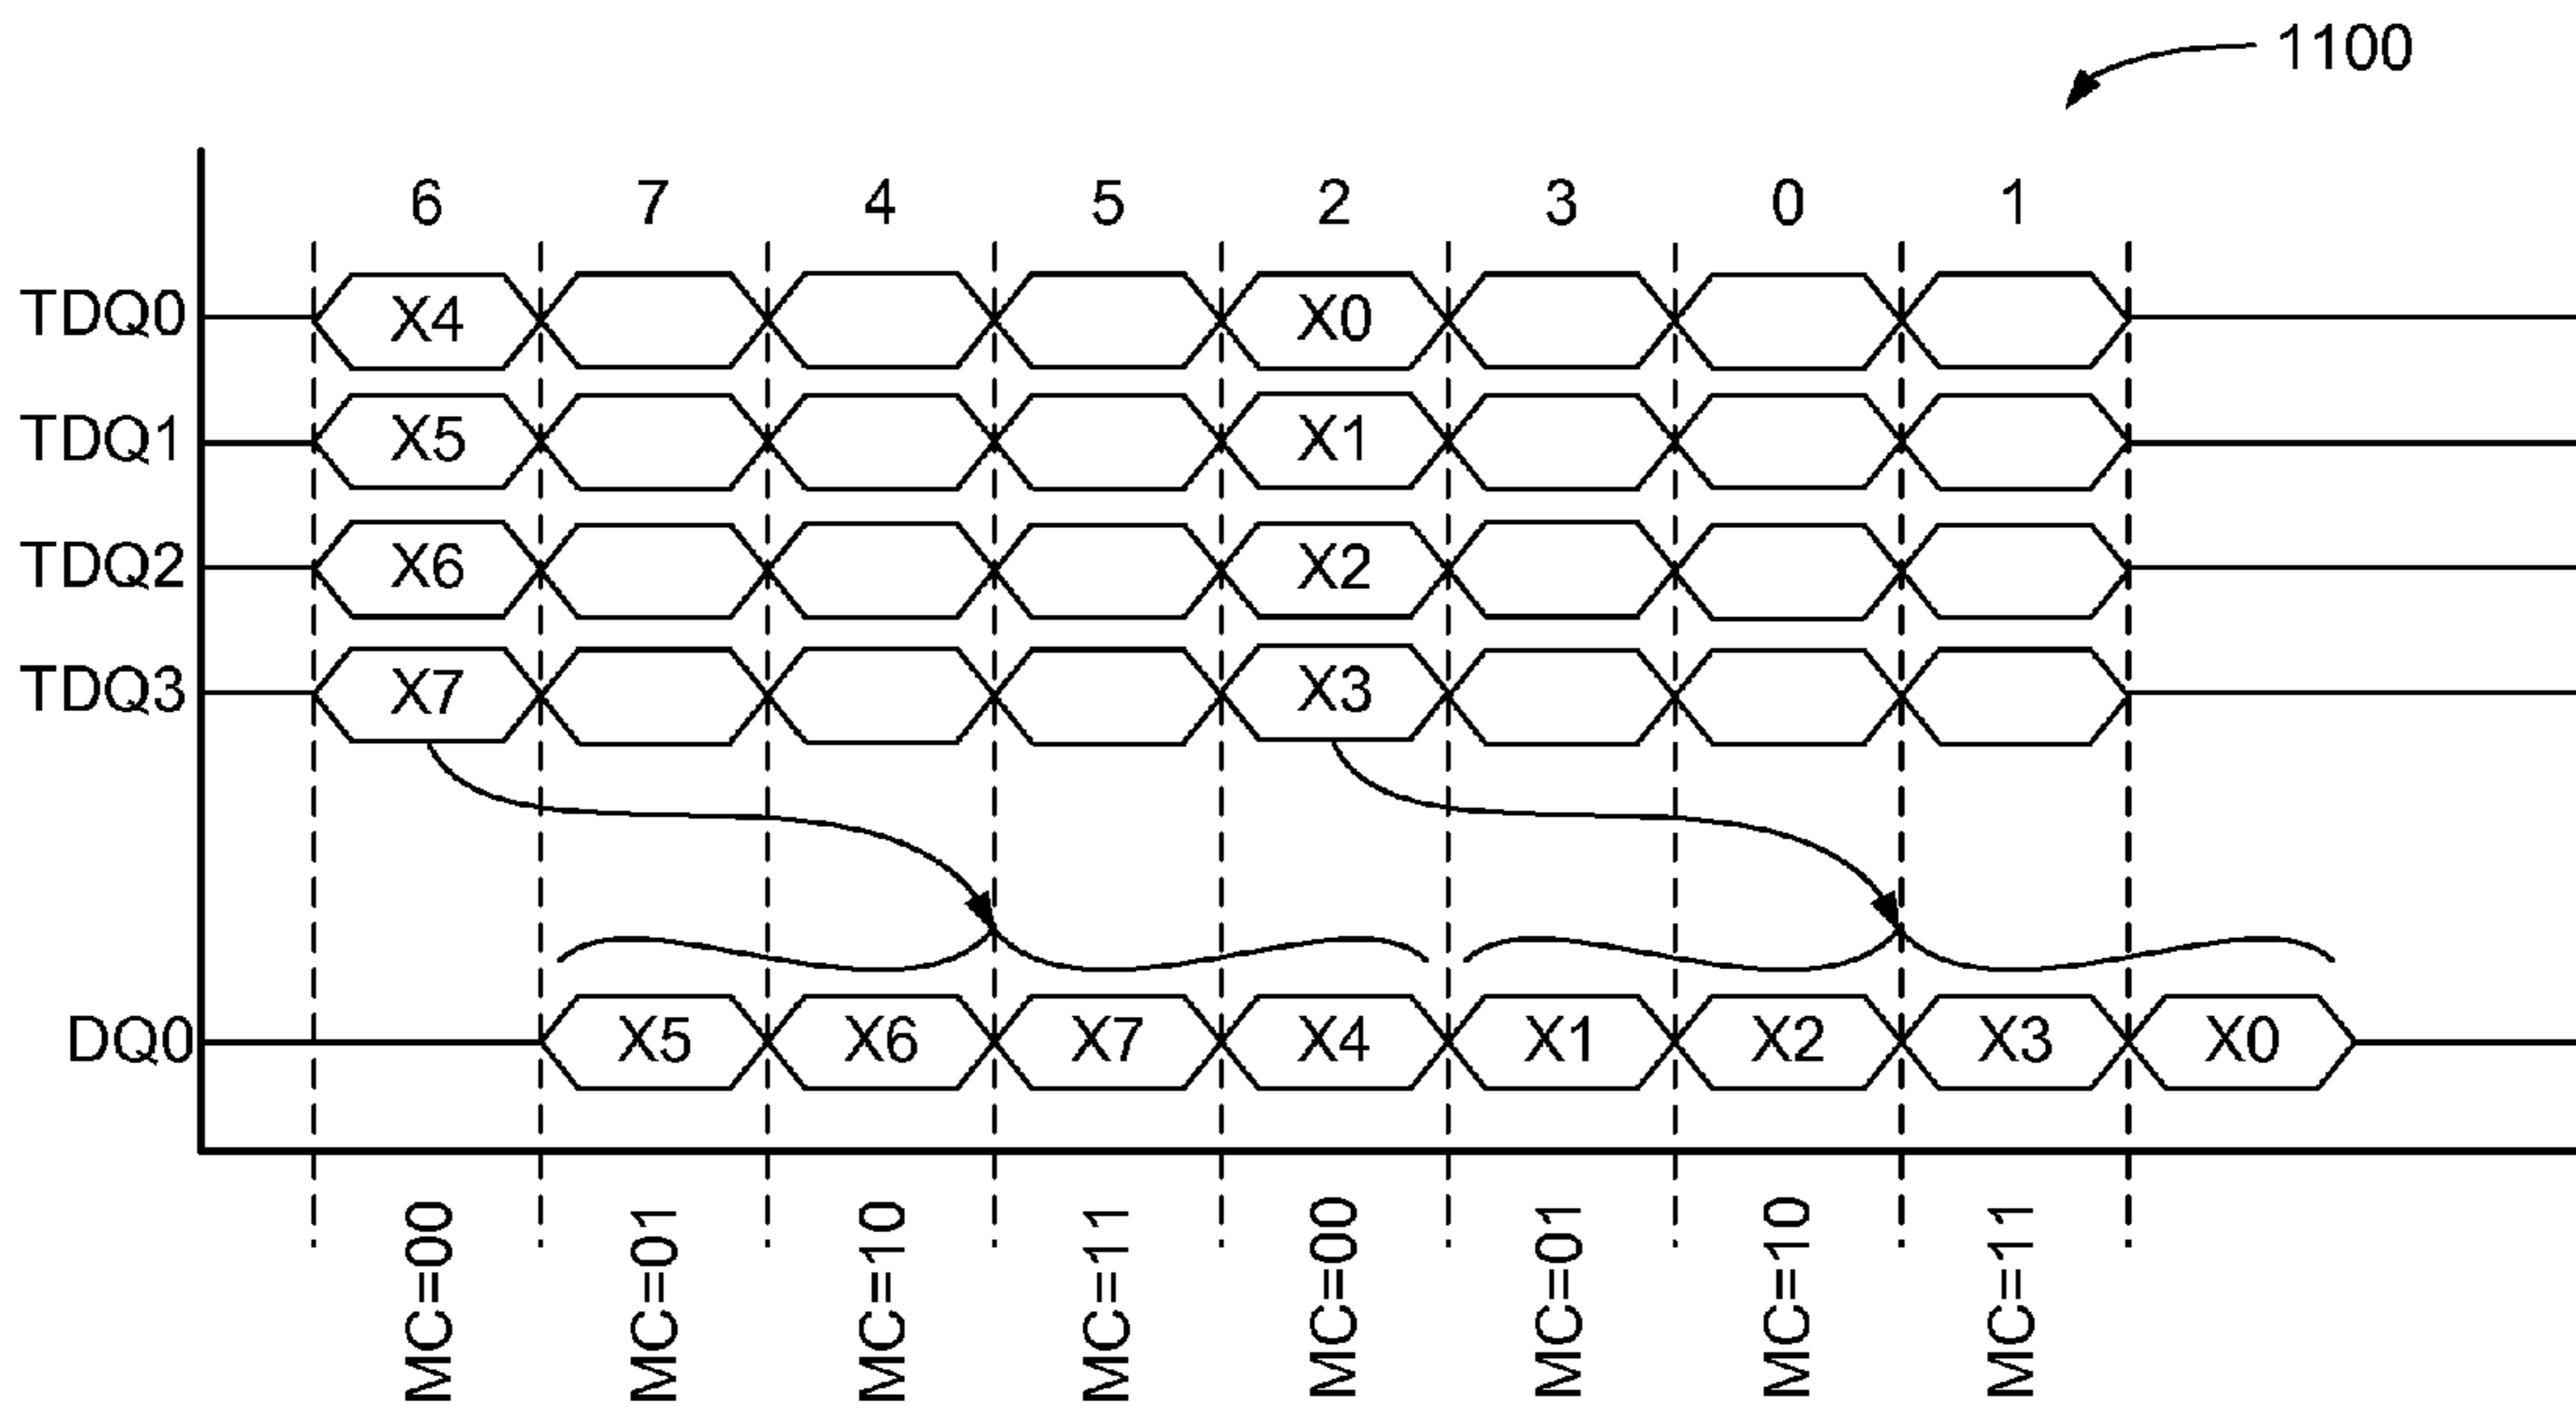 1100
6 7 4 5 2 3 0 1
TDQ0 X4 X0
TDQ1 X5 X1
TDQ2 X6 X2
TDQ3 X7 X3
DQ0 X5 X6 X7 X4 X1 X2 X3 X0
MC=00 MC=01 MC=10 MC=11 MC=00 MC=01 MC=10 MC=11